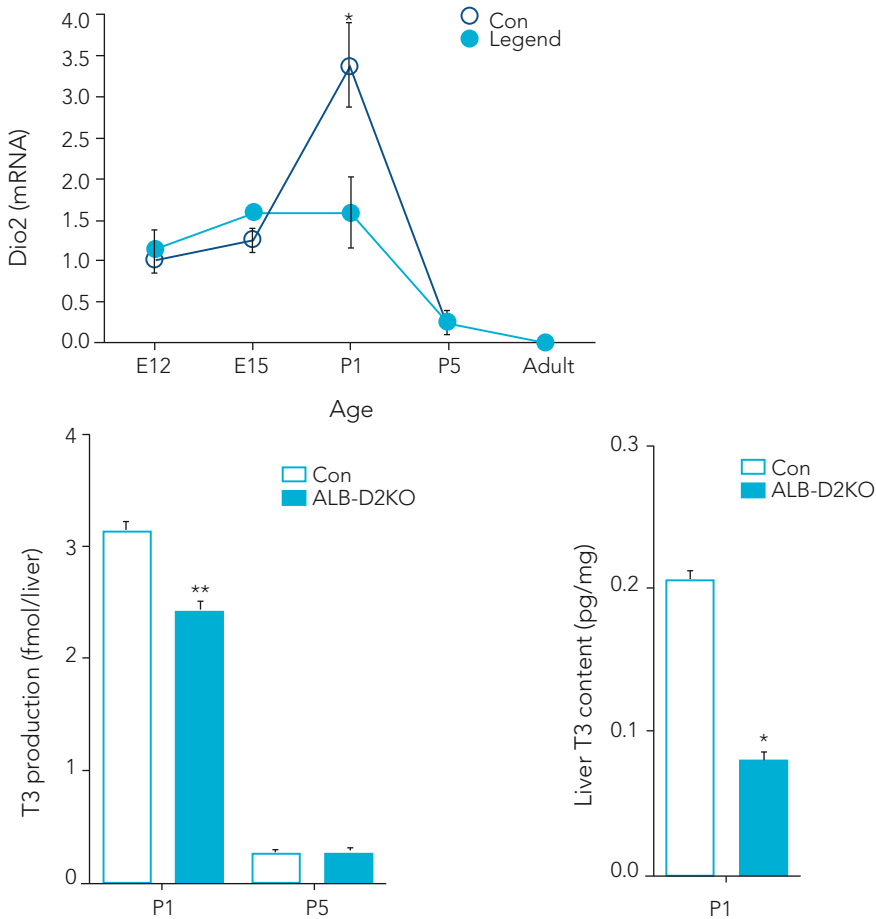 4.0
3.5
3.0
2.5
2.0
1.5
1.0
0.5
0.0
Dio2 (mRNA)
*
Con
Legend
E12 E15 P1 P5 Adult
Age
4
3
2
1
0
T3 production (fmol/liver)
Con
ALB-D2KO
**
P1 P5
0.3
0.2
0.1
0.0
Liver T3 content (pg/mg)
Con
ALB-D2KO
*
P1